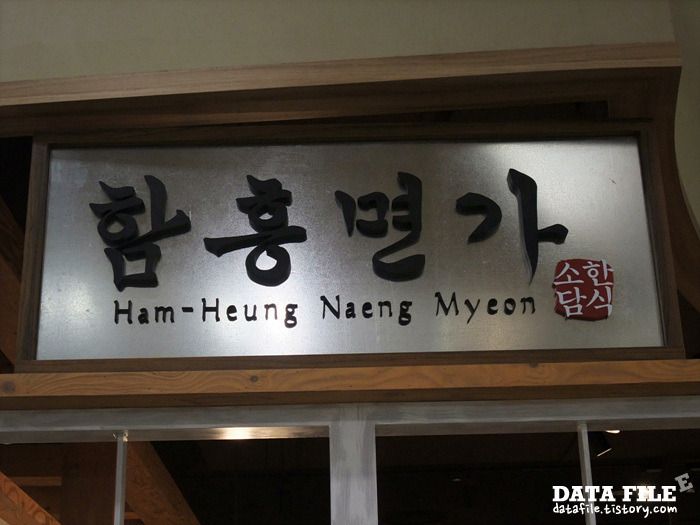 함흥면가
Ham-Heung Naeng Myeon
한식
소담
DATA FILE
datafile.tistory.com